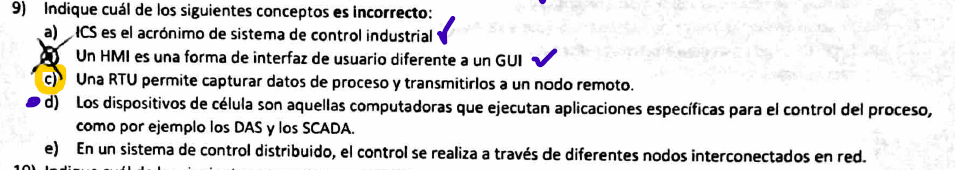 9) Indique cuál de los siguientes conceptos es incorrecto:
a) ICS es el acrónimo de sistema de control industrial
b) Un HMI es una forma de interfaz de usuario diferente a un GUI
c) Una RTU permite capturar datos de proceso y transmitirlos a un nodo remoto.
d) Los dispositivos de célula son aquellas computadoras que ejecutan aplicaciones específicas para el control del proceso,
como por ejemplo los DAS y los SCADA.
e) En un sistema de control distribuido, el control se realiza a través de diferentes nodos interconectados en red.